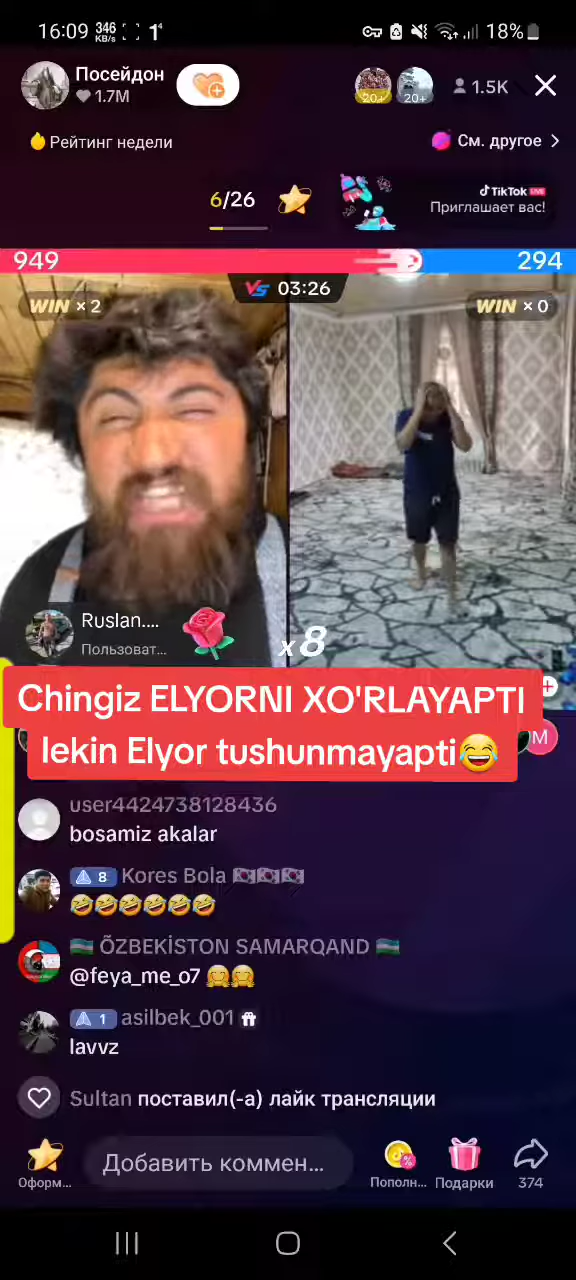 16:09 346 KB/s 1 18%
Посейдон
1.7M
20+ 20+ 1.5K
Рейтинг недели
См. другое
6/26
TikTok LIVE
Приглашает вас!
949 294
WIN x 2 VS 03:26 WIN x 0
Ruslan....
Пользоват...
x8
Chingiz ELYORNI XO'RLAYAPTI
lekin Elyor tushunmayapti😂
M
user4424738128436
bosamiz akalar
8 Kores Bola 🇰🇷🇰🇷🇰🇷
🤣🤣🤣🤣🤣🤣
🇺🇿 ÕZBEKİSTON SAMARQAND 🇺🇿
@feya_me_o7 🤗🤗
1 asilbek_001
lavvz
Sultan поставил(-а) лайк трансляции
Добавить коммен...
Оформ... Пополн... Подарки 374